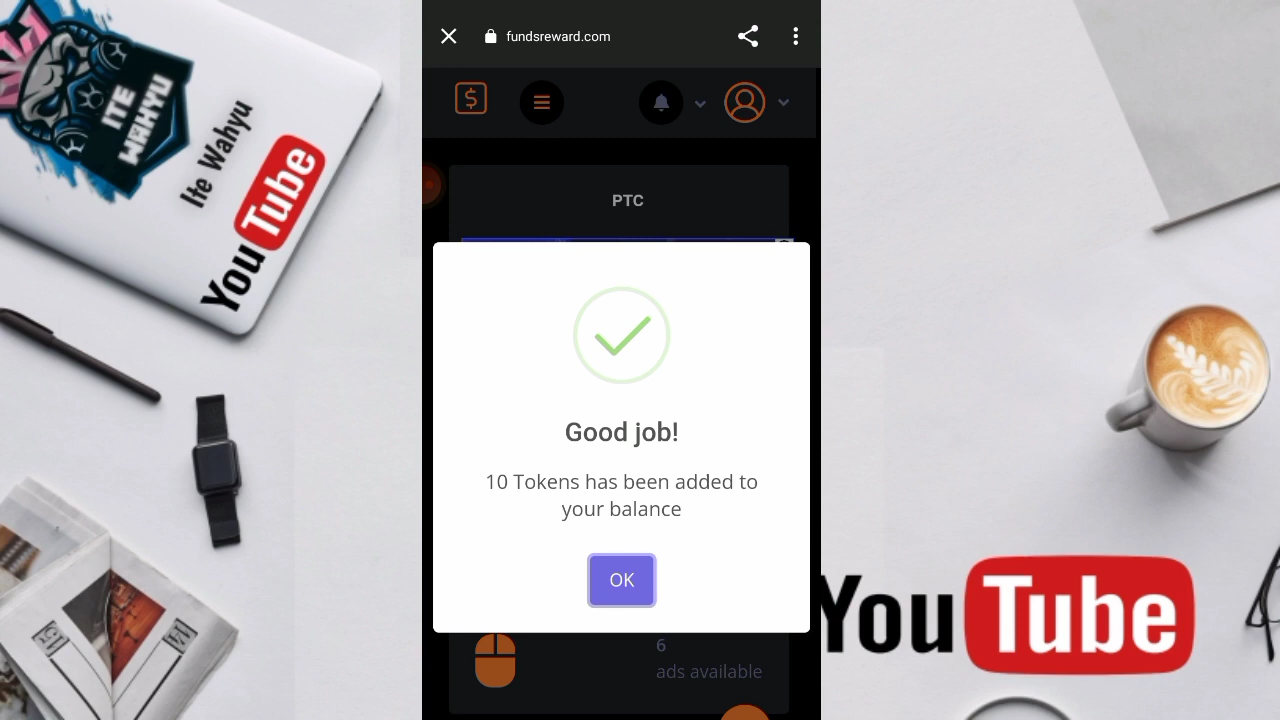 ITE
WAHYU
Ite Wahyu
YouTube
fundsreward.com
PTC
Good job!
10 Tokens has been added to
your balance
OK
6
ads available
YouTube